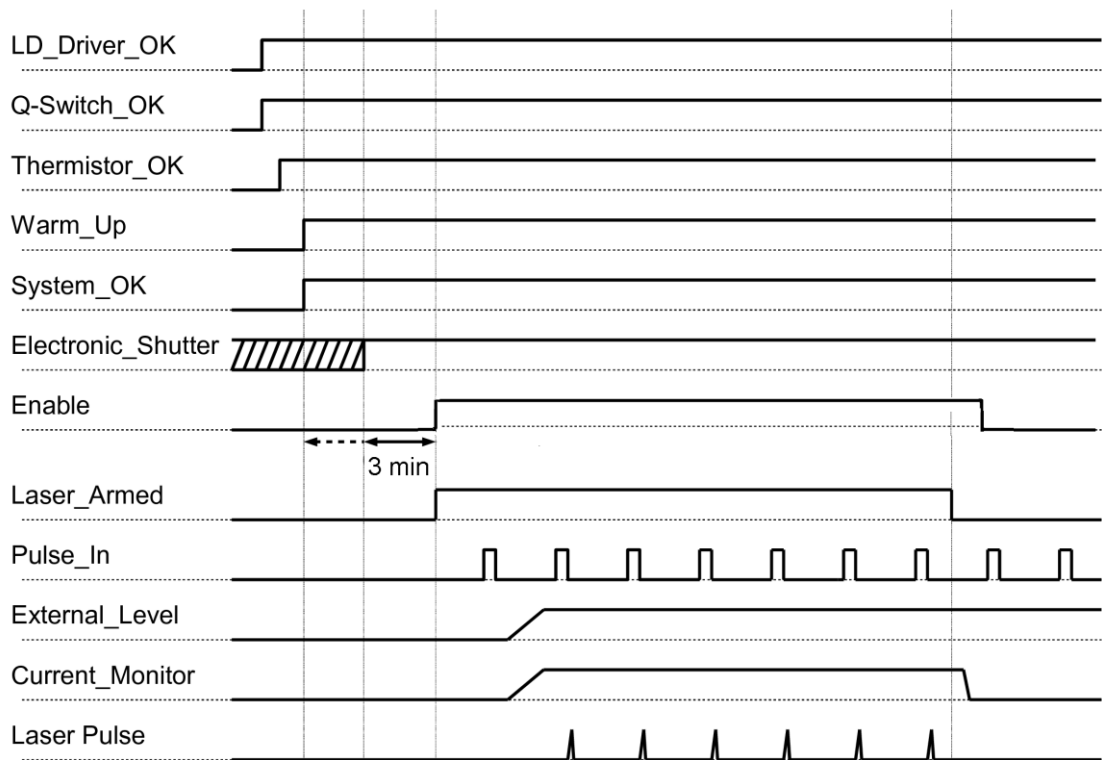 LD_Driver_OK
Q-Switch_OK
Thermistor_OK
Warm_Up
System_OK
Electronic_Shutter
Enable
3 min
Laser_Armed
Pulse_In
External_Level
Current_Monitor
Laser Pulse